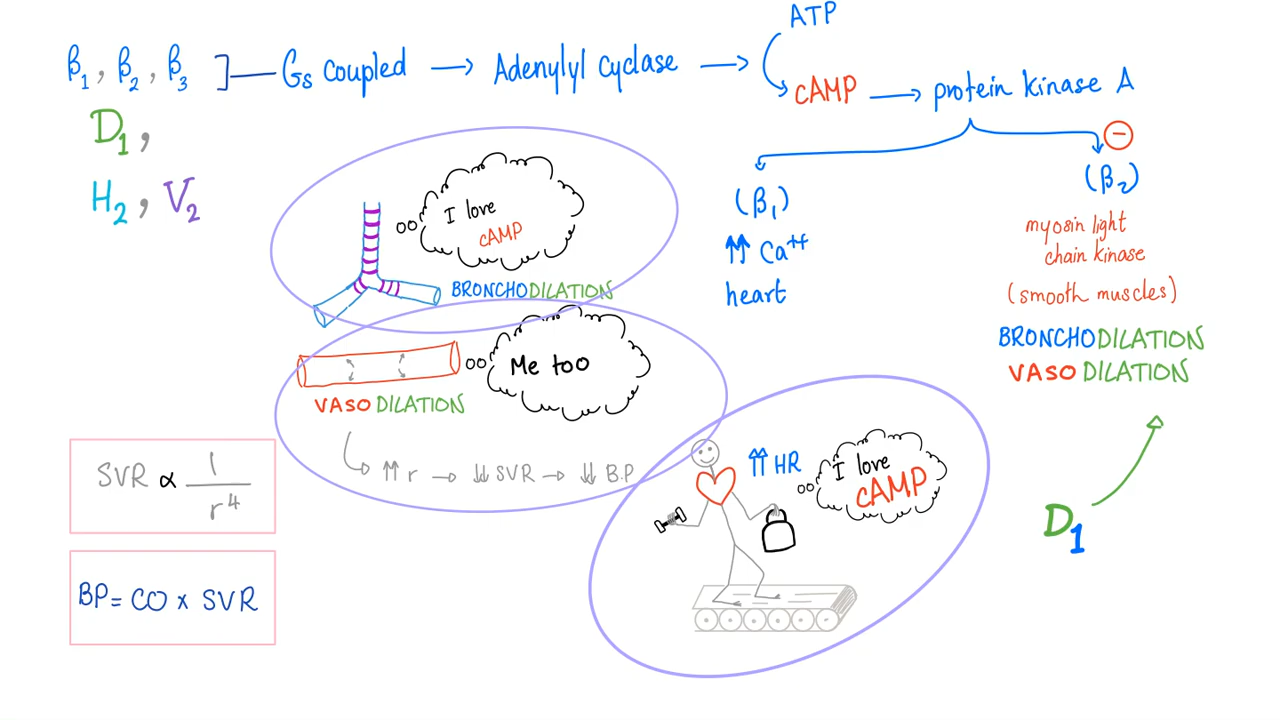 β1, β2, β3 ] — Gs coupled → Adenylyl cyclase →
ATP
cAMP → protein kinase A
D1,
H2, V2
I love
cAMP
BRONCHODILATION
Me too
VASODILATION
↑↑ r → ↓↓ SVR → ↓↓ B.P
(β1)
↑↑ Ca++
heart
−
(β2)
myosin light
chain kinase
(smooth muscles)
BRONCHODILATION
VASODILATION
D1
↑↑ HR
I love
cAMP
SVR ∝ 1 / r⁴
BP = CO x SVR